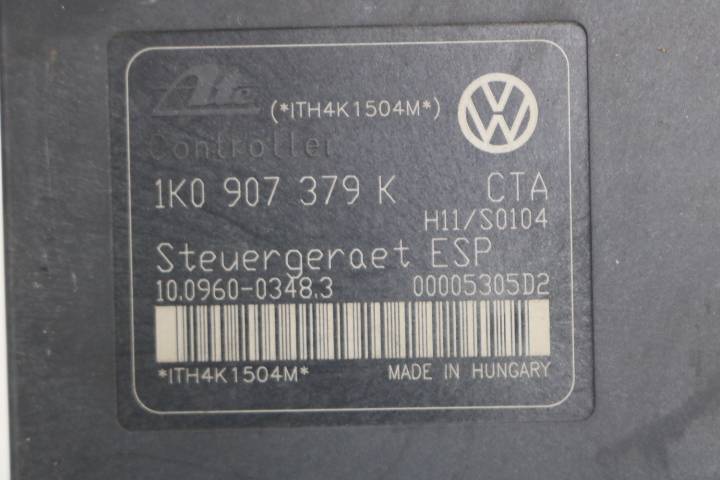 Ate
(*ITH4K1504M*)
Controller
1K0 907 379 K CTA
H11/S0104
Steuergeraet ESP
10.0960-0348.3 00005305D2
*ITH4K1504M* MADE IN HUNGARY